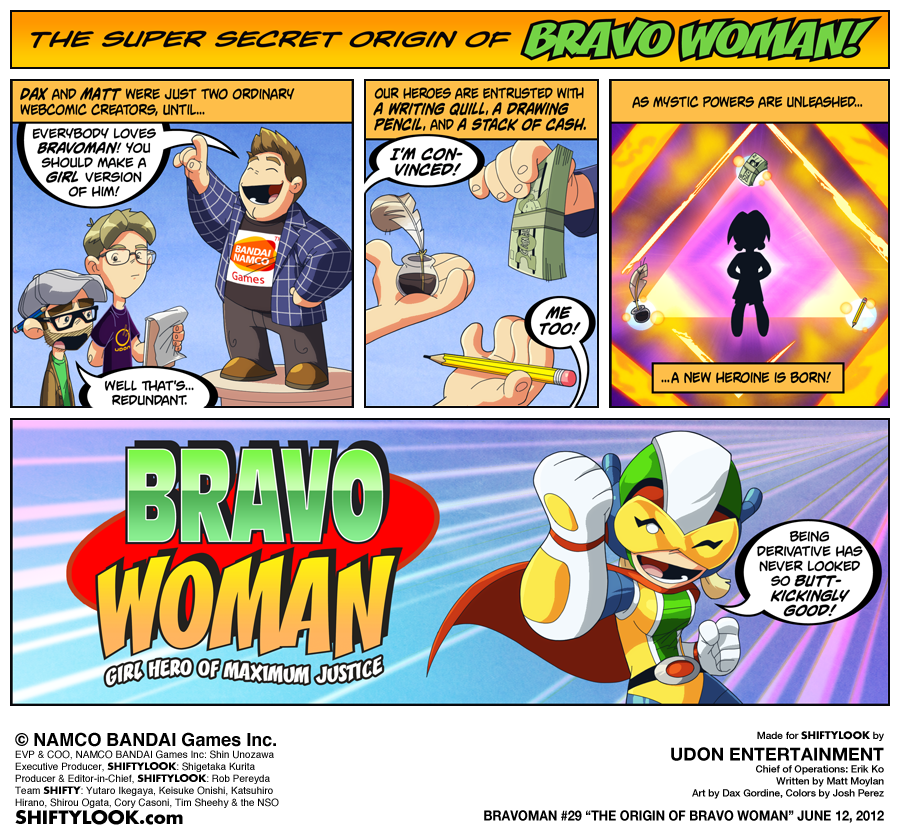 THE SUPER SECRET ORIGIN OF BRAVO WOMAN!
DAX AND MATT WERE JUST TWO ORDINARY
WEBCOMIC CREATORS, UNTIL...
EVERYBODY LOVES
BRAVOMAN! YOU
SHOULD MAKE A
GIRL VERSION
OF HIM!
BANDAI
NAMCO
Games
UDON
WELL THAT'S...
REDUNDANT.
OUR HEROES ARE ENTRUSTED WITH
A WRITING QUILL, A DRAWING
PENCIL, AND A STACK OF CASH.
I'M CON-
VINCED!
ME
TOO!
AS MYSTIC POWERS ARE UNLEASHED...
...A NEW HEROINE IS BORN!
BRAVO
WOMAN
GIRL HERO OF MAXIMUM JUSTICE
BEING
DERIVATIVE HAS
NEVER LOOKED
SO BUTT-
KICKINGLY
GOOD!
© NAMCO BANDAI Games Inc.
EVP & COO, NAMCO BANDAI Games Inc: Shin Unozawa
Executive Producer, SHIFTYLOOK: Shigetaka Kurita
Producer & Editor-in-Chief, SHIFTYLOOK: Rob Pereyda
Team SHIFTY: Yutaro Ikegaya, Keisuke Onishi, Katsuhiro
Hirano, Shirou Ogata, Cory Casoni, Tim Sheehy & the NSO
SHIFTYLOOK.com
Made for SHIFTYLOOK by
UDON ENTERTAINMENT
Chief of Operations: Erik Ko
Written by Matt Moylan
Art by Dax Gordine, Colors by Josh Perez
BRAVOMAN #29 “THE ORIGIN OF BRAVO WOMAN” JUNE 12, 2012